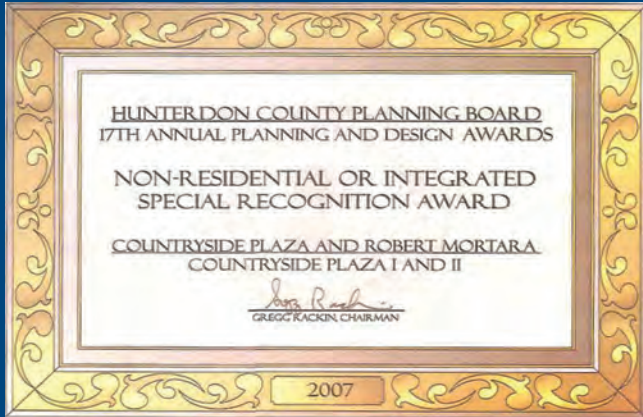 HUNTERDON COUNTY PLANNING BOARD
17TH ANNUAL PLANNING AND DESIGN AWARDS
NON-RESIDENTIAL OR INTEGRATED
SPECIAL RECOGNITION AWARD
COUNTRYSIDE PLAZA AND ROBERT MORTARA
COUNTRYSIDE PLAZA I AND II
GREGG RACKIN, CHAIRMAN
2007